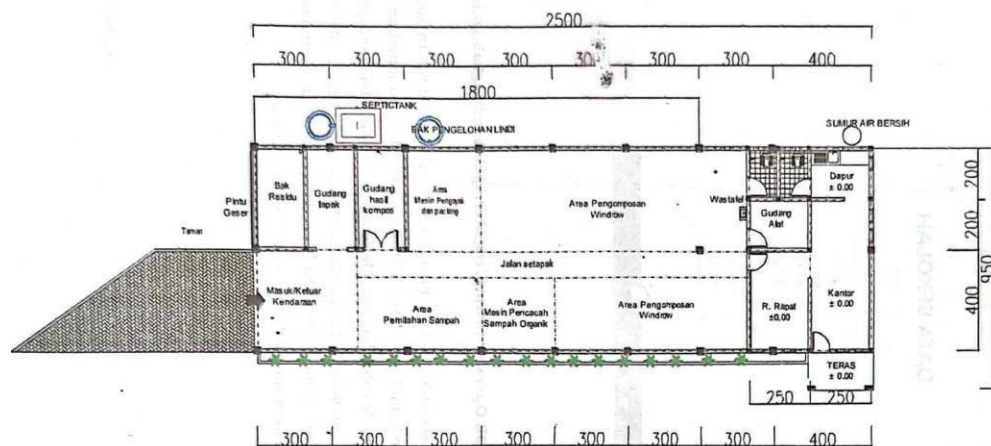 2500
300 300 300 300 300 300 300 400
1800
SEPTICTANK
BAK PENGELOHAN LINDI
SUMUR AIR BERSIH
Pintu
Geser
Taman
Bak
Residu
Gudang
lapak
Gudang
hasil
kompos
Area
Mesin Pengayak
dan packing
Area Pengomposan
Windrow
Wastafel
Dapur
± 0.00
Gudang
Alat
200
200
400
950
Jalan setapak
Masuk/Keluar
Kendaraan
Area
Pemilahan Sampah
Area
Mesin Pencacah
Sampah Organik
Area Pengomposan
Windrow
R. Rapat
±0,00
Kantor
± 0.00
TERAS
± 0.00
250 250
300 300 300 300 300 300 300 400